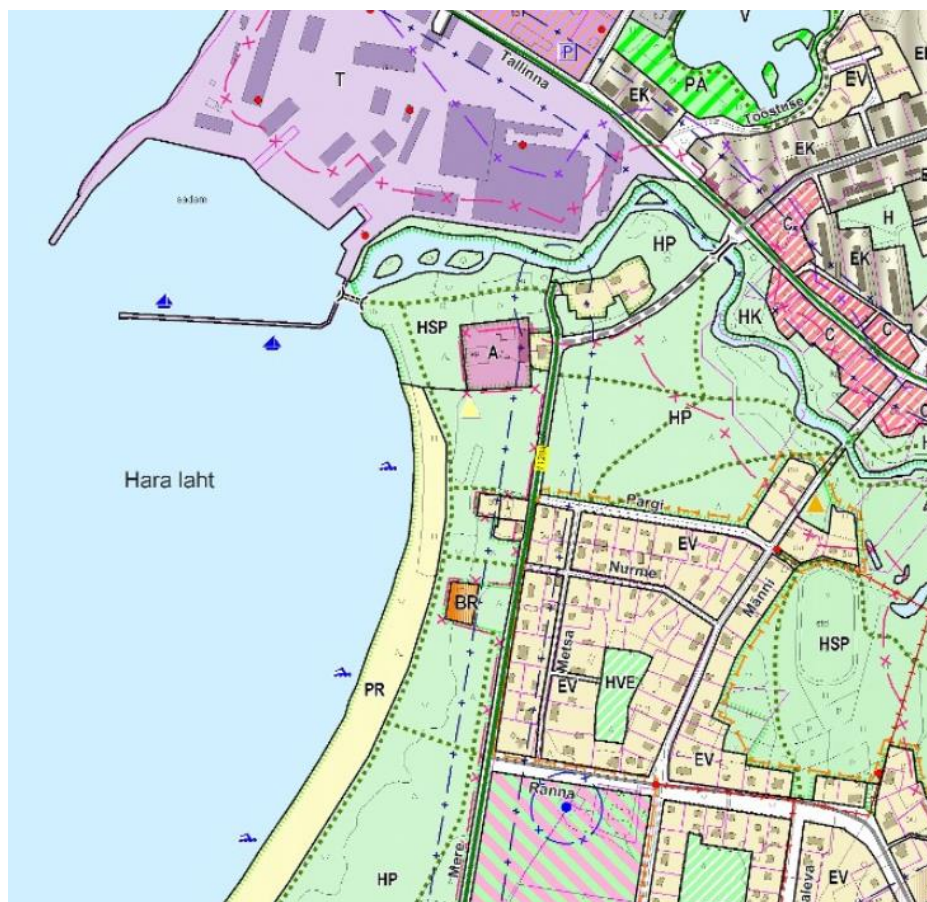 V
P
T
Tallinna
PA
EV
EK
Tööstuse
EK
sadam
HP
C
H
EK
HSP
HK
A
C
C
HP
Hara laht
Pargi
EV
Nurme
Männi
BR
HSP
Metsa
EV
HVE
PR
EV
Ranna
Mere
HP
EV